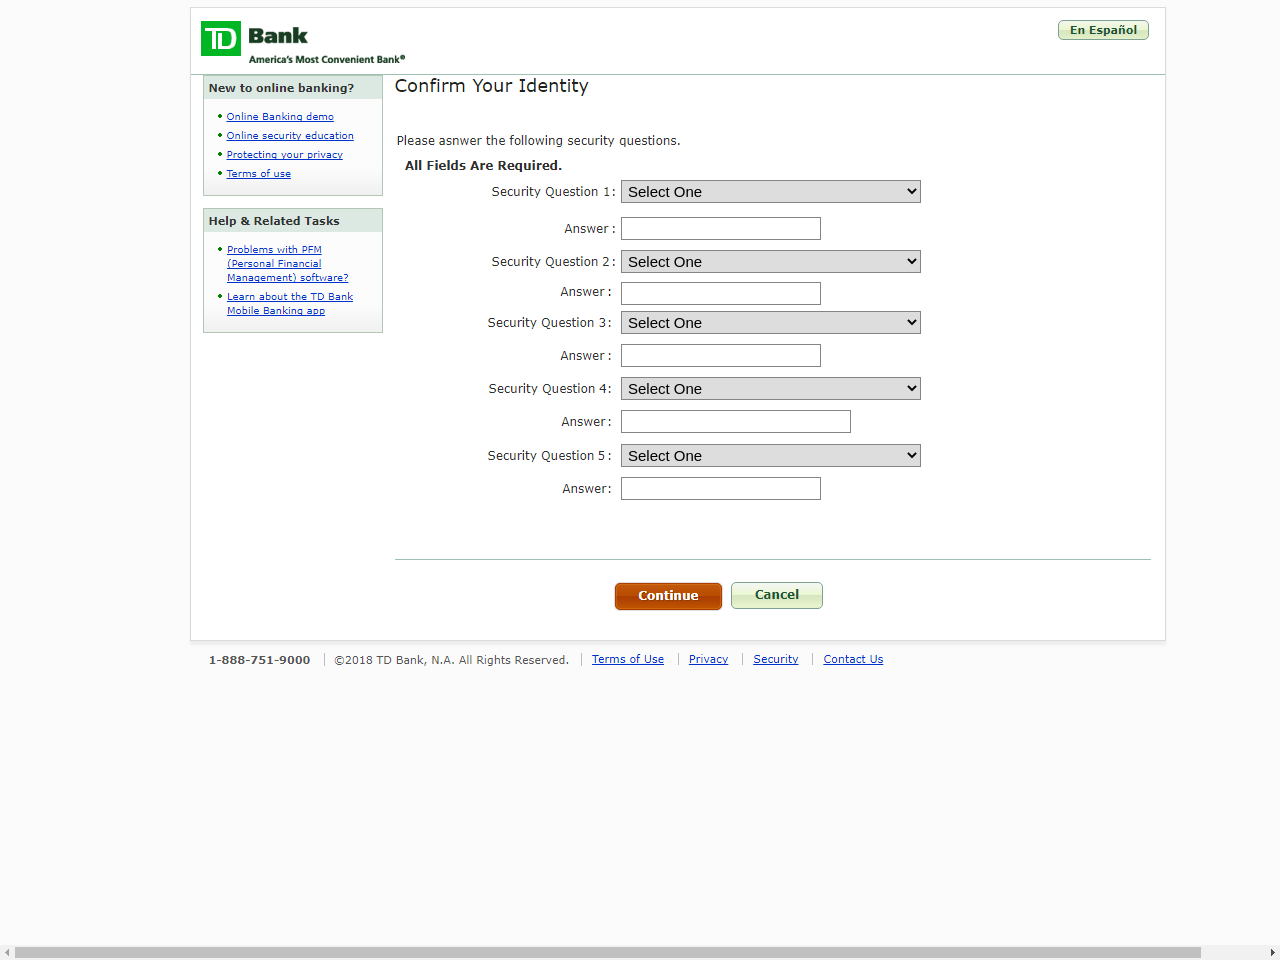 TD Bank
America's Most Convenient Bank®
En Español
New to online banking?
Online Banking demo
Online security education
Protecting your privacy
Terms of use
Help & Related Tasks
Problems with PFM
(Personal Financial
Management) software?
Learn about the TD Bank
Mobile Banking app
Confirm Your Identity
Please asnwer the following security questions.
All Fields Are Required.
Security Question 1: Select One
Answer :
Security Question 2 : Select One
Answer :
Security Question 3: Select One
Answer :
Security Question 4: Select One
Answer :
Security Question 5 : Select One
Answer:
Continue Cancel
1-888-751-9000 ©2018 TD Bank, N.A. All Rights Reserved. Terms of Use Privacy Security Contact Us